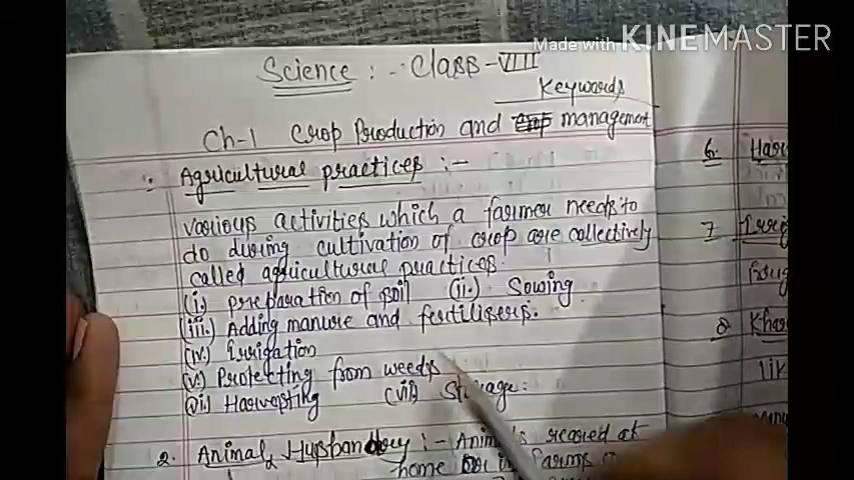 Made with KINEMASTER
Science :- Class - VIII
Keywords
Ch-1 Crop Production and management
Agricultural practices :-
various activities which a farmer needs to
do during cultivation of crop are collectively
called agricultural practices.
(i.) preparation of soil (ii.) Sowing
(iii.) Adding manure and fertilisers.
(iv.) Irrigation
(v.) Protecting from weeds
(vi.) Harvesting (vii) Storage:
2. Animal Husbandry :- Animals reared at
home or in farms
6. Har
7 Irrig
8 Khar
lik